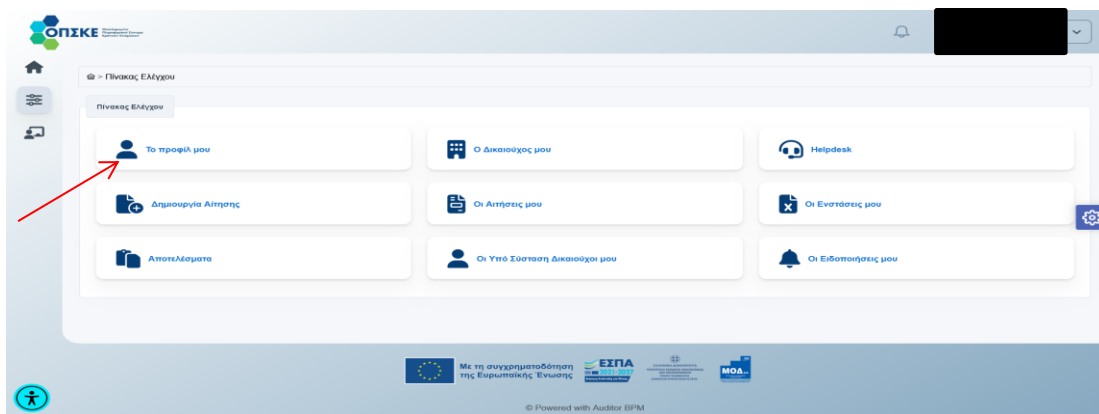 ΟΠΣΚΕ
> Πίνακας Ελέγχου
Πίνακας Ελέγχου
Το προφίλ μου
Ο Δικαιούχος μου
Helpdesk
Δημιουργία Αίτησης
Οι Αιτήσεις μου
Οι Ενστάσεις μου
Αποτελέσματα
Οι Υπό Σύσταση Δικαιούχοι μου
Οι Ειδοποιήσεις μου
Με τη συγχρηματοδότηση
της Ευρωπαϊκής Ένωσης
ΕΣΠΑ
2021-2027
ΜΟΔ
© Powered with Auditor BPM